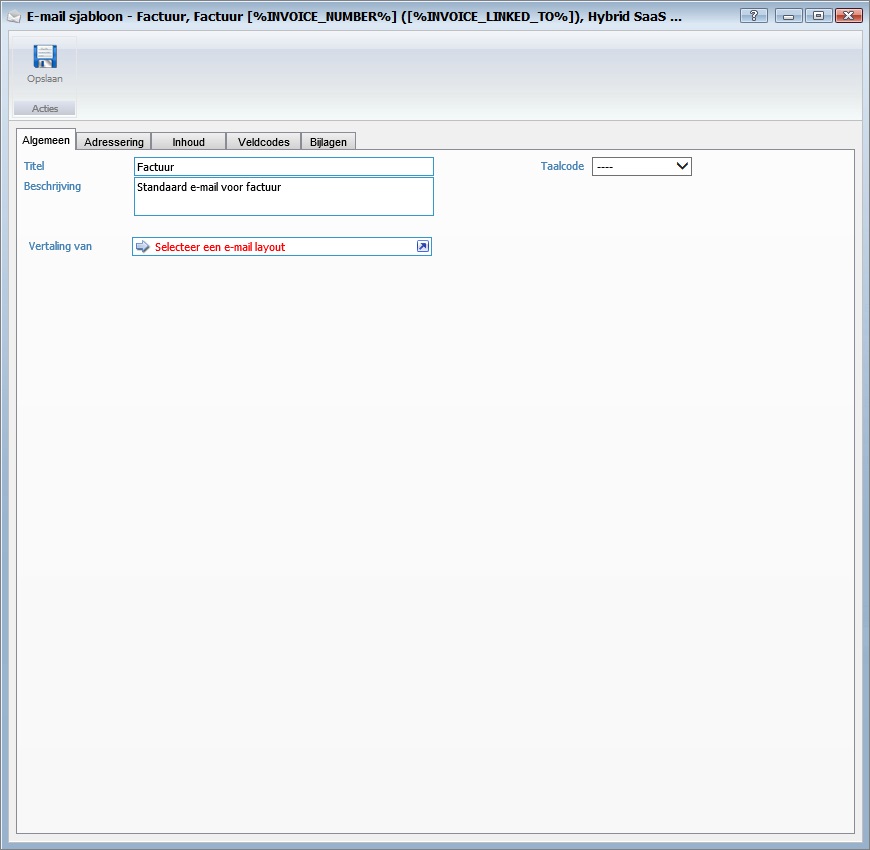 E-mail sjabloon - Factuur, Factuur [%INVOICE_NUMBER%] ([%INVOICE_LINKED_TO%]), Hybrid SaaS ...
?
Opslaan
Acties
Algemeen Adressering Inhoud Veldcodes Bijlagen
Titel Factuur Taalcode ----
Beschrijving Standaard e-mail voor factuur
Vertaling van Selecteer een e-mail layout